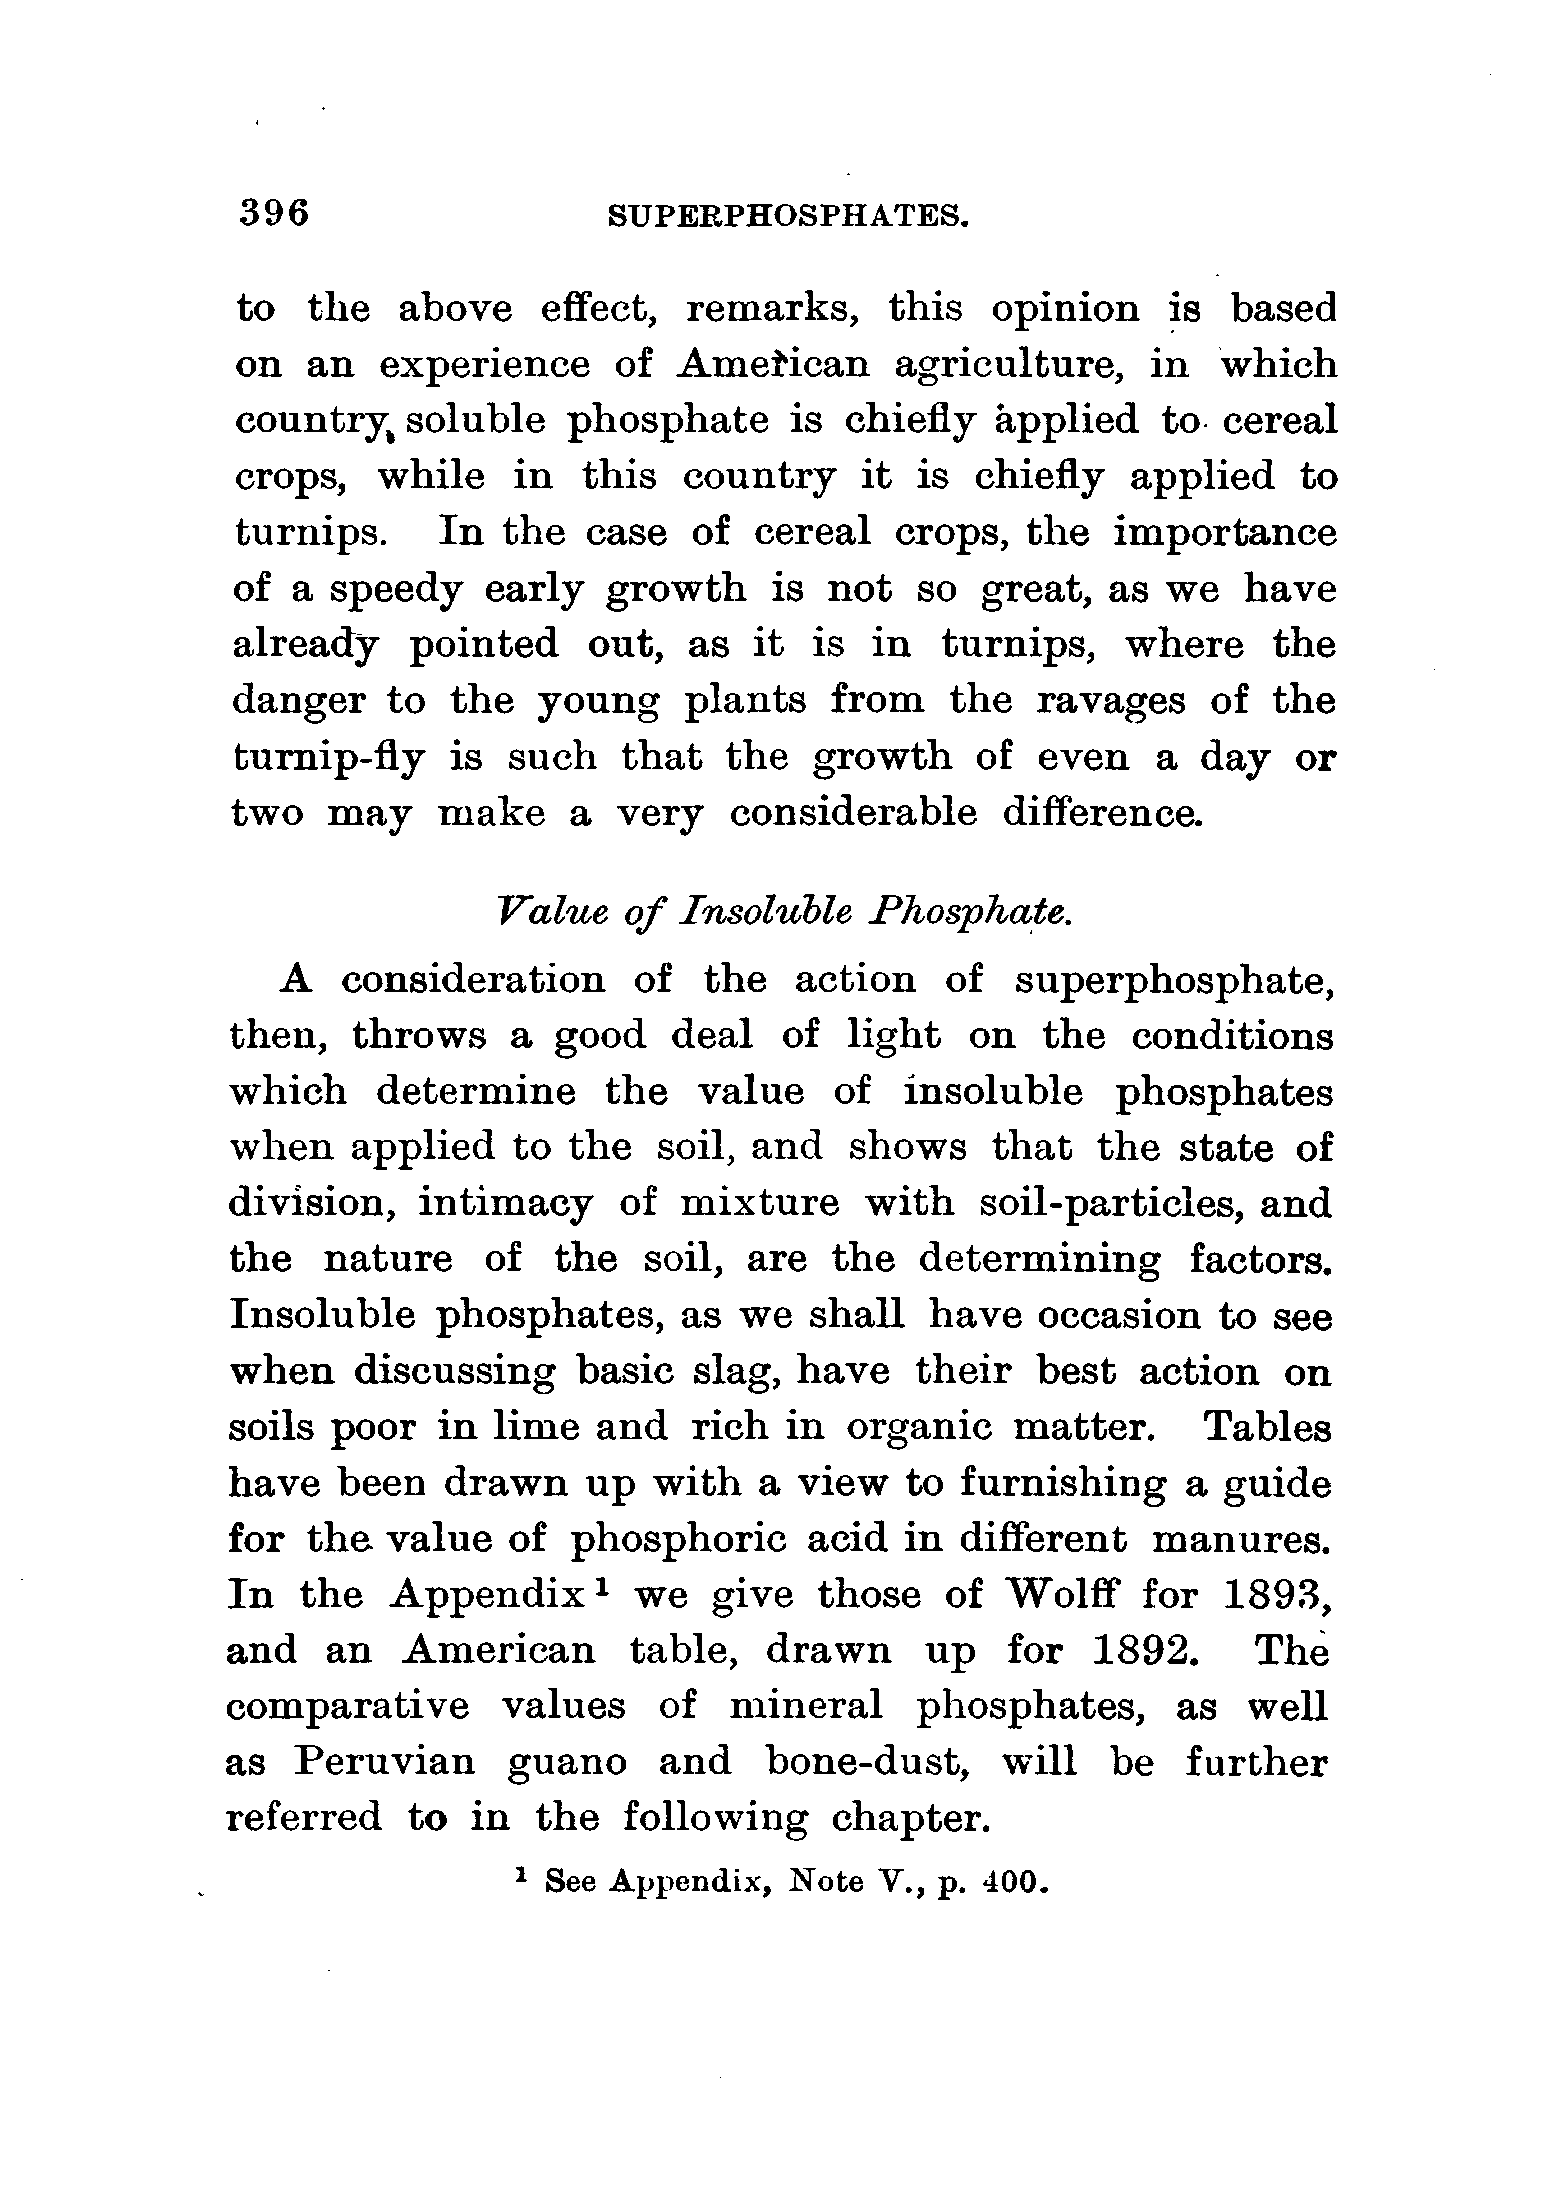 396 SUPERPHOSPHATES.
to the above effect, remarks, this opinion is based
on an experience of American agriculture, in which
country, soluble phosphate is chiefly applied to cereal
crops, while in this country it is chiefly applied to
turnips. In the case of cereal crops, the importance
of a speedy early growth is not so great, as we have
already pointed out, as it is in turnips, where the
danger to the young plants from the ravages of the
turnip-fly is such that the growth of even a day or
two may make a very considerable difference.
Value of Insoluble Phosphate.
A consideration of the action of superphosphate,
then, throws a good deal of light on the conditions
which determine the value of insoluble phosphates
when applied to the soil, and shows that the state of
division, intimacy of mixture with soil-particles, and
the nature of the soil, are the determining factors.
Insoluble phosphates, as we shall have occasion to see
when discussing basic slag, have their best action on
soils poor in lime and rich in organic matter. Tables
have been drawn up with a view to furnishing a guide
for the value of phosphoric acid in different manures.
In the Appendix¹ we give those of Wolff for 1893,
and an American table, drawn up for 1892. The
comparative values of mineral phosphates, as well
as Peruvian guano and bone-dust, will be further
referred to in the following chapter.
¹ See Appendix, Note V., p. 400.